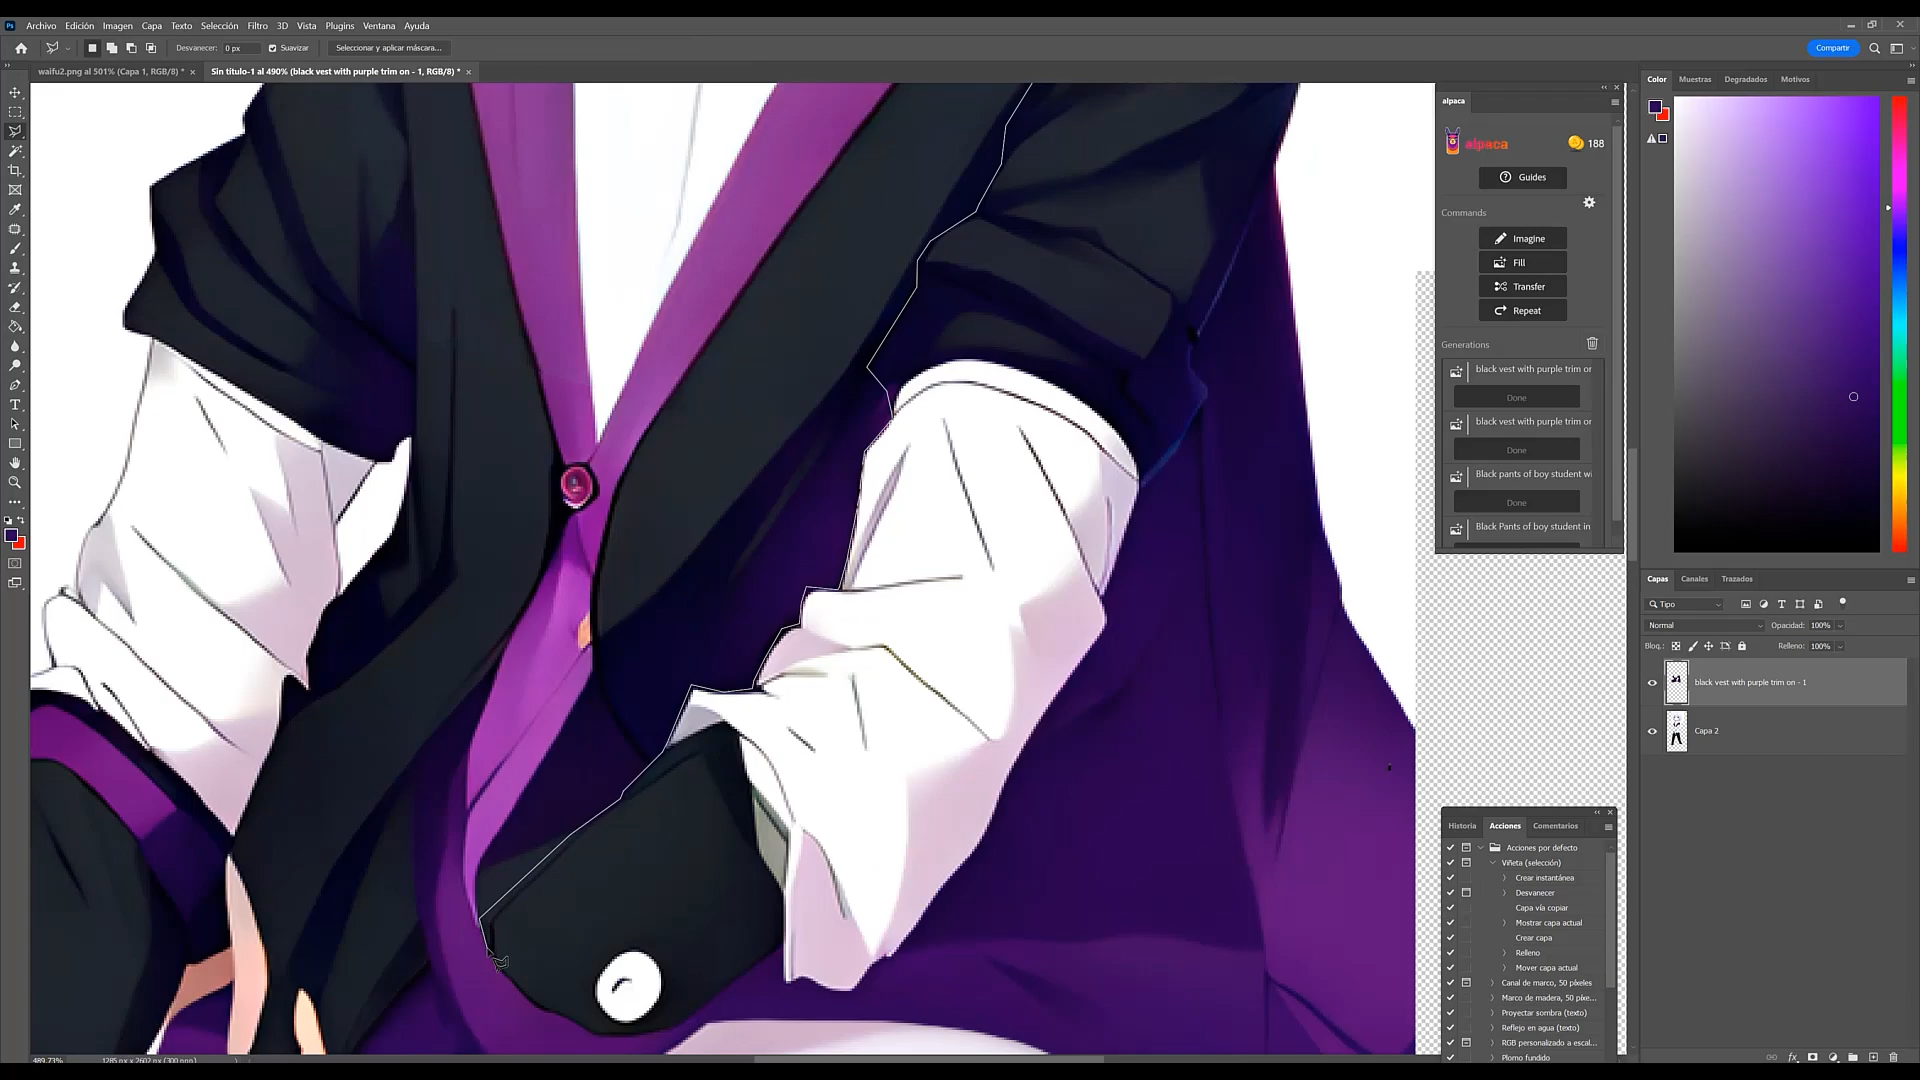 Ps Archivo Edición Imagen Capa Texto Selección Filtro 3D Vista Plugins Ventana Ayuda
Desvanecer: 0 px Suavizar Seleccionar y aplicar máscara... Compartir
waifu2.png al 501% (Capa 1, RGB/8) * × Sin título-1 al 490% (black vest with purple trim on - 1, RGB/8) * ×
alpaca
alpaca 188
Guides
Commands
Imagine
Fill
Transfer
Repeat
Generations
black vest with purple trim or
Done
black vest with purple trim or
Done
Black pants of boy student wi
Done
Black Pants of boy student in
Color Muestras Degradados Motivos
Capas Canales Trazados
Tipo
Normal Opacidad: 100%
Bloq.: Relleno: 100%
black vest with purple trim on - 1
Capa 2
Historia Acciones Comentarios
Acciones por defecto
Viñeta (selección)
Crear instantánea
Desvanecer
Capa vía copiar
Mostrar capa actual
Crear capa
Relleno
Mover capa actual
Canal de marco, 50 píxeles
Marco de madera, 50 píxe...
Proyectar sombra (texto)
Reflejo en agua (texto)
RGB personalizado a escal...
Plomo fundido
489.73% 1285 px x 2602 px (300 ppp)